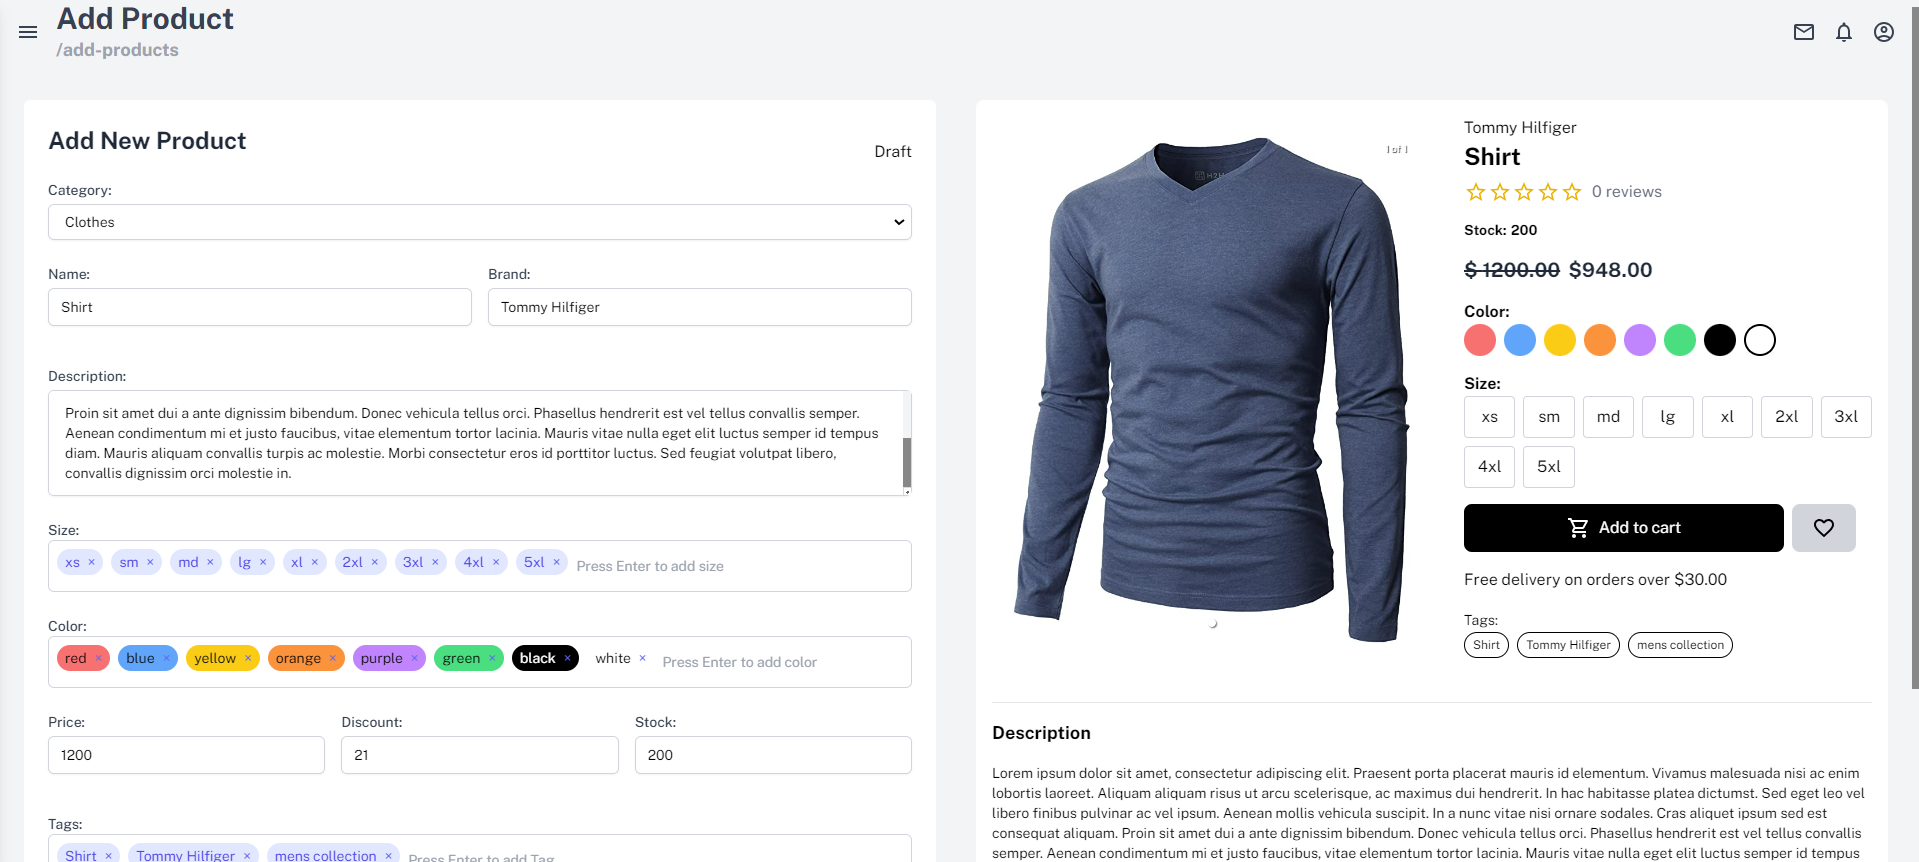 Add Product
/add-products
Add New Product
Draft
Category:
Clothes
Name:
Brand:
Shirt
Tommy Hilfiger
Description:
Proin sit amet dui a ante dignissim bibendum. Donec vehicula tellus orci. Phasellus hendrerit est vel tellus convallis semper.
Aenean condimentum mi et justo faucibus, vitae elementum tortor lacinia. Mauris vitae nulla eget elit luctus semper id tempus
diam. Mauris aliquam convallis turpis ac molestie. Morbi consectetur eros id porttitor luctus. Sed feugiat volutpat libero,
convallis dignissim orci molestie in.
Size:
xs × sm × md × lg × xl × 2xl × 3xl × 4xl × 5xl × Press Enter to add size
Color:
red × blue × yellow × orange × purple × green × black × white × Press Enter to add color
Price:
Discount:
Stock:
1200
21
200
Tags:
Shirt × Tommy Hilfiger × mens collection × Press Enter to add Tag
1 of 1
Tommy Hilfiger
Shirt
0 reviews
Stock: 200
$ 1200.00 $948.00
Color:
Size:
xs sm md lg xl 2xl 3xl
4xl 5xl
Add to cart
Free delivery on orders over $30.00
Tags:
Shirt Tommy Hilfiger mens collection
Description
Lorem ipsum dolor sit amet, consectetur adipiscing elit. Praesent porta placerat mauris id elementum. Vivamus malesuada nisi ac enim
lobortis laoreet. Aliquam aliquam risus ut arcu scelerisque, ac maximus dui hendrerit. In hac habitasse platea dictumst. Sed eget leo vel
libero finibus pulvinar ac vel ipsum. Aenean mollis vehicula suscipit. In a nunc vitae nisi ornare sodales. Cras aliquet ipsum sed est
consequat aliquam. Proin sit amet dui a ante dignissim bibendum. Donec vehicula tellus orci. Phasellus hendrerit est vel tellus convallis
semper. Aenean condimentum mi et justo faucibus, vitae elementum tortor lacinia. Mauris vitae nulla eget elit luctus semper id tempus